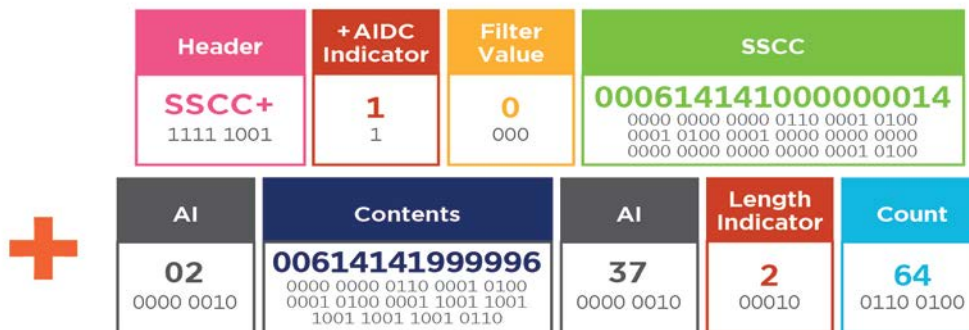 Header
+AIDC
Indicator
Filter
Value
SSCC
SSCC+
1111 1001
1
1
0
000
000614141000000014
0000 0000 0000 0110 0001 0100
0001 0100 0001 0000 0000 0000
0000 0000 0000 0000 0001 0100
AI
Contents
AI
Length
Indicator
Count
02
0000 0010
00614141999996
0000 0000 0110 0001 0100
0001 0100 0001 1001 1001
1001 1001 1001 0110
37
0000 0010
2
00010
64
0110 0100